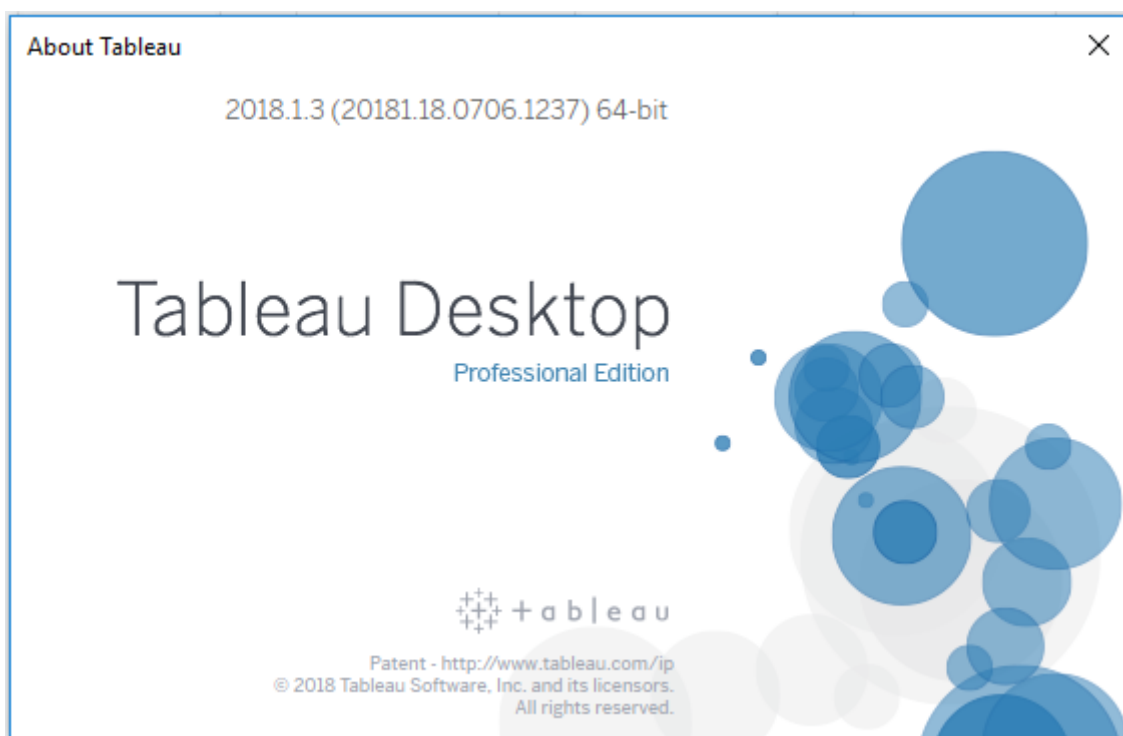 About Tableau
2018.1.3 (20181.18.0706.1237) 64-bit
Tableau Desktop
Professional Edition
+ableau
Patent - http://www.tableau.com/ip
© 2018 Tableau Software, Inc. and its licensors.
All rights reserved.